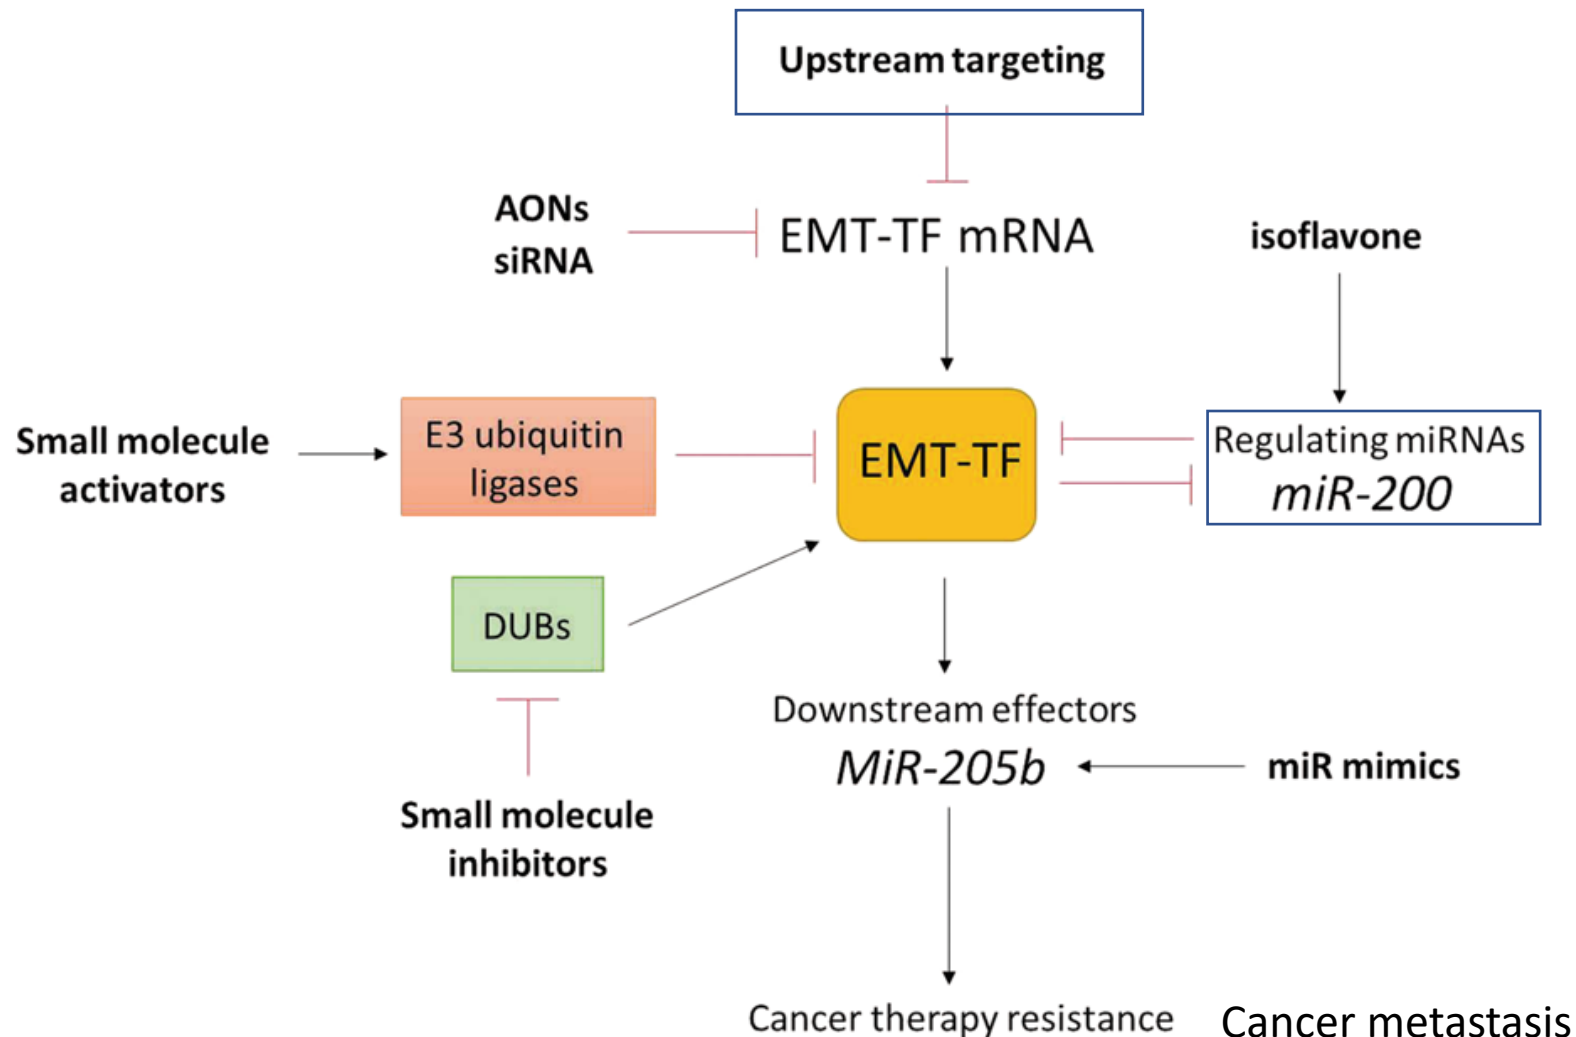 Upstream targeting
AONs
siRNA
EMT-TF mRNA
isoflavone
Small molecule
activators
E3 ubiquitin
ligases
EMT-TF
Regulating miRNAs
miR-200
DUBs
Small molecule
inhibitors
Downstream effectors
MiR-205b
miR mimics
Cancer therapy resistance
Cancer metastasis